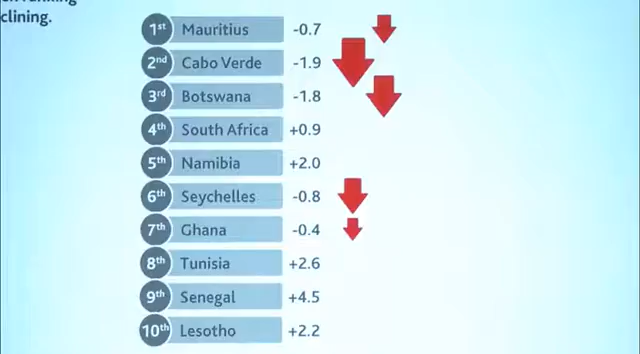 clining.
1st Mauritius -0.7
2nd Cabo Verde -1.9
3rd Botswana -1.8
4th South Africa +0.9
5th Namibia +2.0
6th Seychelles -0.8
7th Ghana -0.4
8th Tunisia +2.6
9th Senegal +4.5
10th Lesotho +2.2